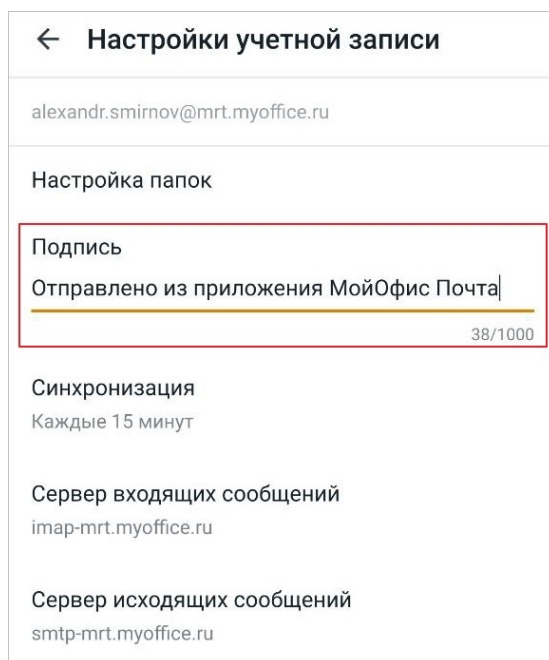 Настройки учетной записи
alexandr.smirnov@mrt.myoffice.ru
Настройка папок
Подпись
Отправлено из приложения МойОфис Почта
38/1000
Синхронизация
Каждые 15 минут
Сервер входящих сообщений
imap-mrt.myoffice.ru
Сервер исходящих сообщений
smtp-mrt.myoffice.ru